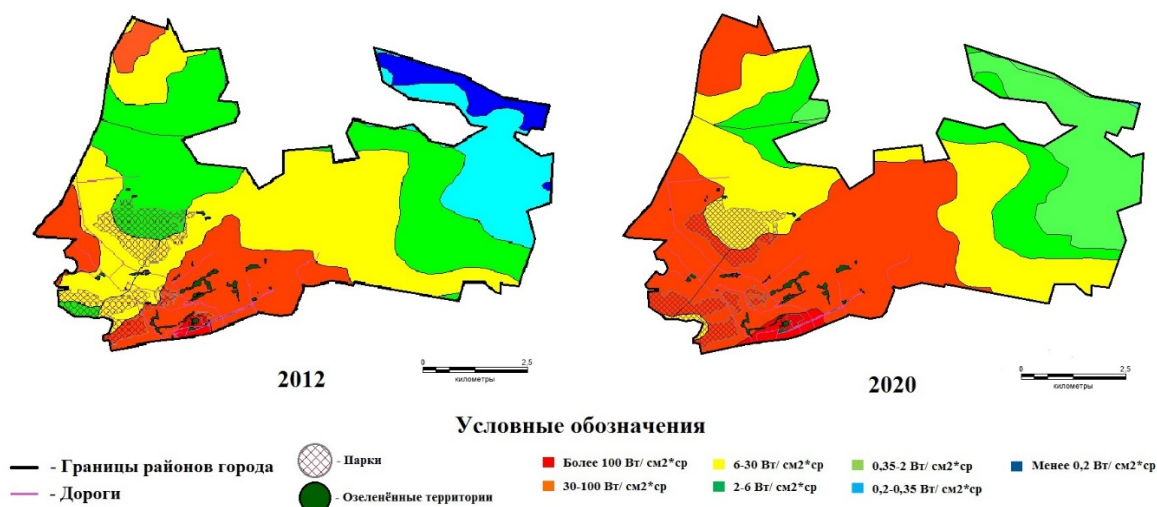 0
2,5
километры
2012
0
2,5
километры
2020
Условные обозначения
- Границы районов города
- Дороги
- Парки
- Озеленённые территории
Более 100 Вт/ см2*ср
30-100 Вт/ см2*ср
6-30 Вт/ см2*ср
2-6 Вт/ см2*ср
0,35-2 Вт/ см2*ср
0,2-0,35 Вт/ см2*ср
Менее 0,2 Вт/ см2*ср